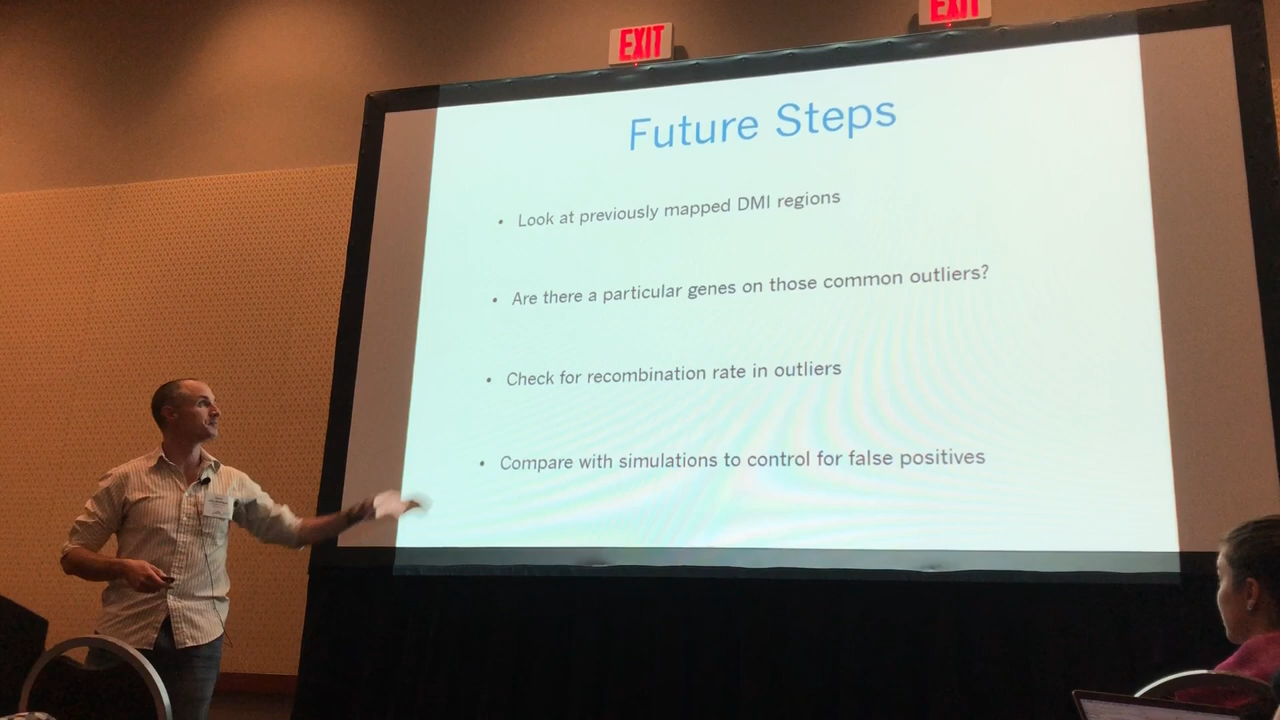 EXIT
EXIT
Future Steps
• Look at previously mapped DMI regions
• Are there a particular genes on those common outliers?
• Check for recombination rate in outliers
• Compare with simulations to control for false positives